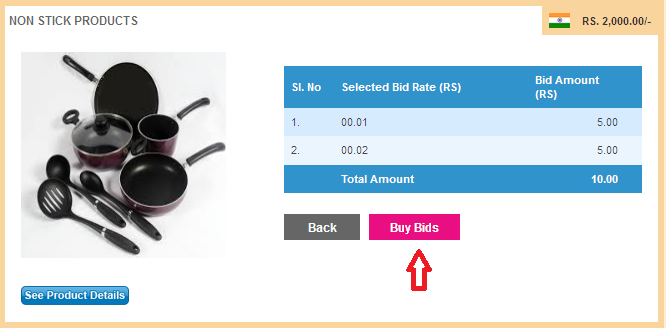 NON STICK PRODUCTS
RS. 2,000.00/-
Sl. No Selected Bid Rate (RS) Bid Amount (RS)
1. 00.01 5.00
2. 00.02 5.00
Total Amount 10.00
Back Buy Bids
See Product Details